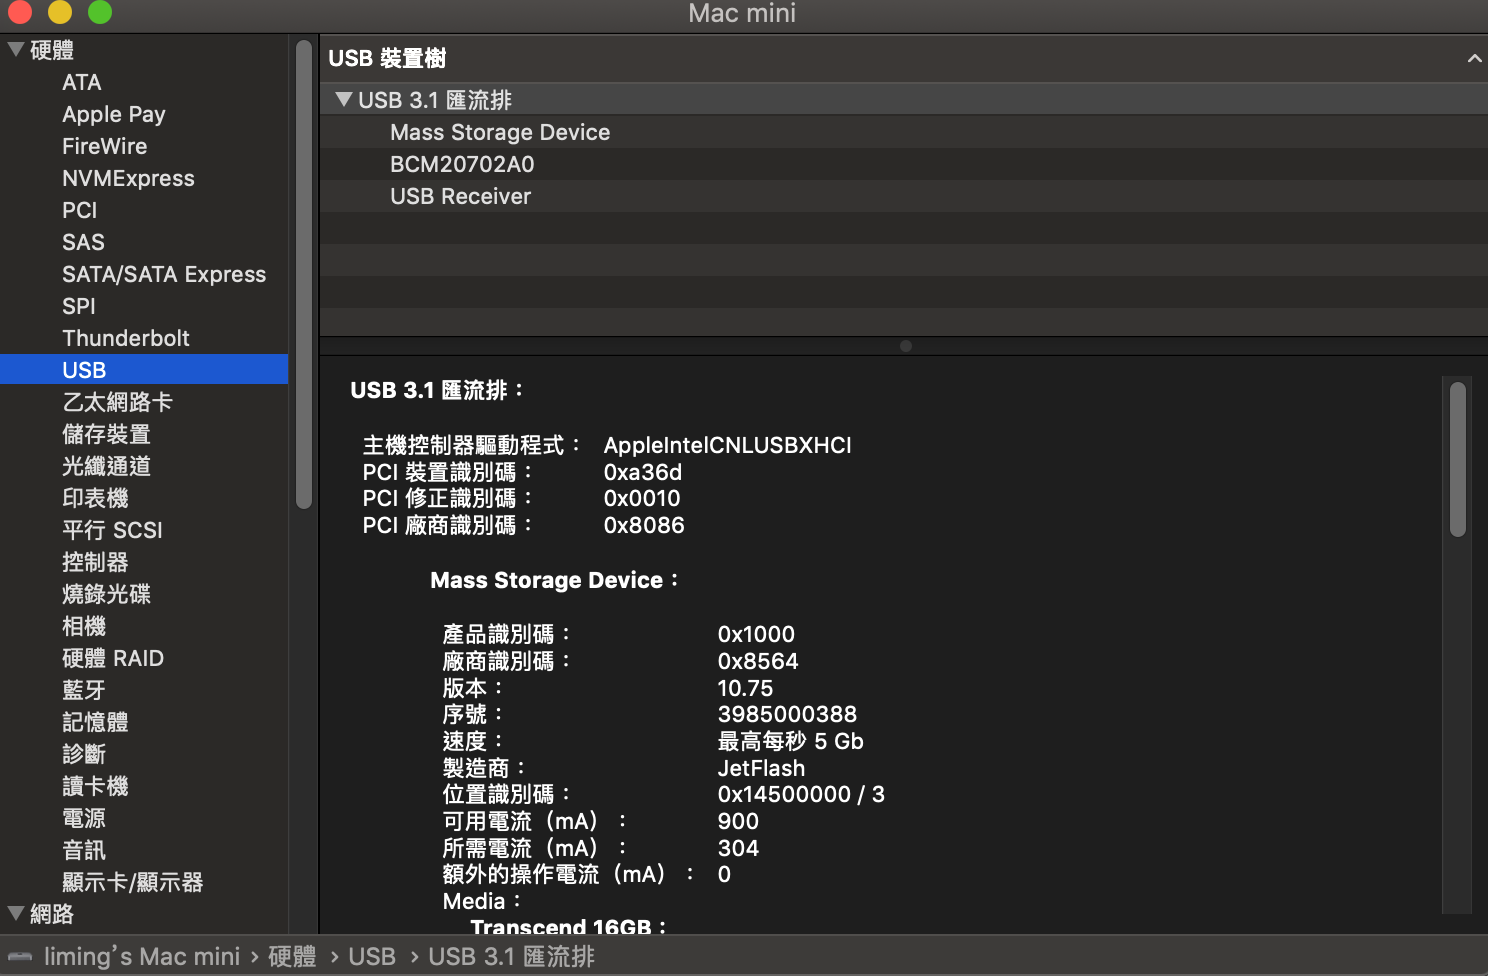 Mac mini
硬體
ATA
Apple Pay
FireWire
NVMExpress
PCI
SAS
SATA/SATA Express
SPI
Thunderbolt
USB
乙太網路卡
儲存裝置
光纖通道
印表機
平行 SCSI
控制器
燒錄光碟
相機
硬體 RAID
藍牙
記憶體
診斷
讀卡機
電源
音訊
顯示卡/顯示器
網路
USB 裝置樹
USB 3.1 匯流排
Mass Storage Device
BCM20702A0
USB Receiver
USB 3.1 匯流排：
主機控制器驅動程式： AppleIntelCNLUSBXHCI
PCI 裝置識別碼： 0xa36d
PCI 修正識別碼： 0x0010
PCI 廠商識別碼： 0x8086
Mass Storage Device：
產品識別碼： 0x1000
廠商識別碼： 0x8564
版本： 10.75
序號： 3985000388
速度： 最高每秒 5 Gb
製造商： JetFlash
位置識別碼： 0x14500000 / 3
可用電流（mA）： 900
所需電流（mA）： 304
額外的操作電流（mA）： 0
Media：
Transcend 16GB：
liming’s Mac mini › 硬體 › USB › USB 3.1 匯流排